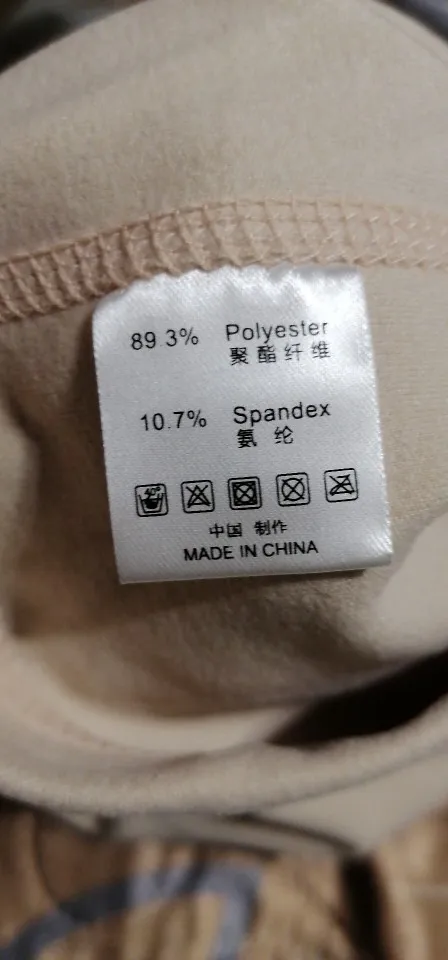 89.3% Polyester
聚酯纤维
10.7% Spandex
氨纶
40°
中国 制作
MADE IN CHINA